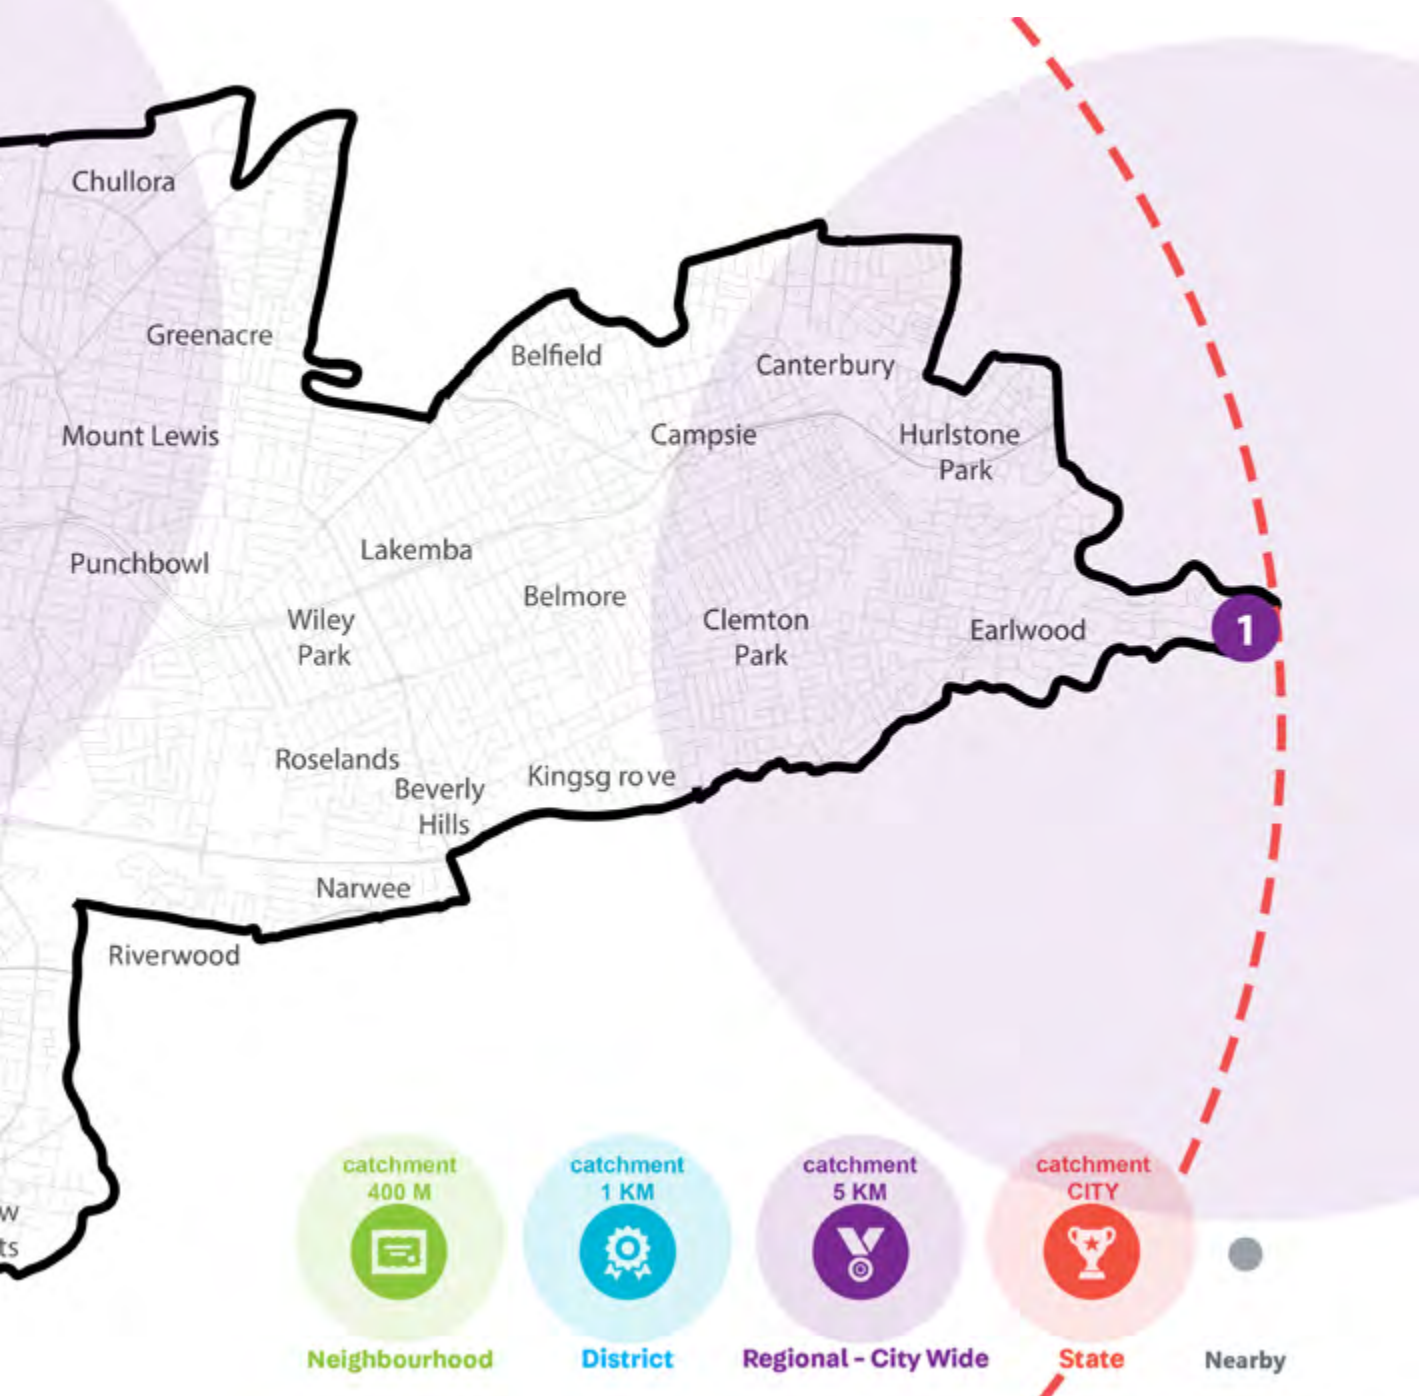 Chullora
Greenacre
Belfield
Canterbury
Mount Lewis
Campsie
Hurlstone
Park
Lakemba
Punchbowl
Belmore
Wiley
Park
Clemton
Park
Earlwood
1
Roselands
Beverly
Hills
Kingsg rove
Narwee
Riverwood
w
ts
catchment
400 M
catchment
1 KM
catchment
5 KM
catchment
CITY
Neighbourhood
District
Regional - City Wide
State
Nearby